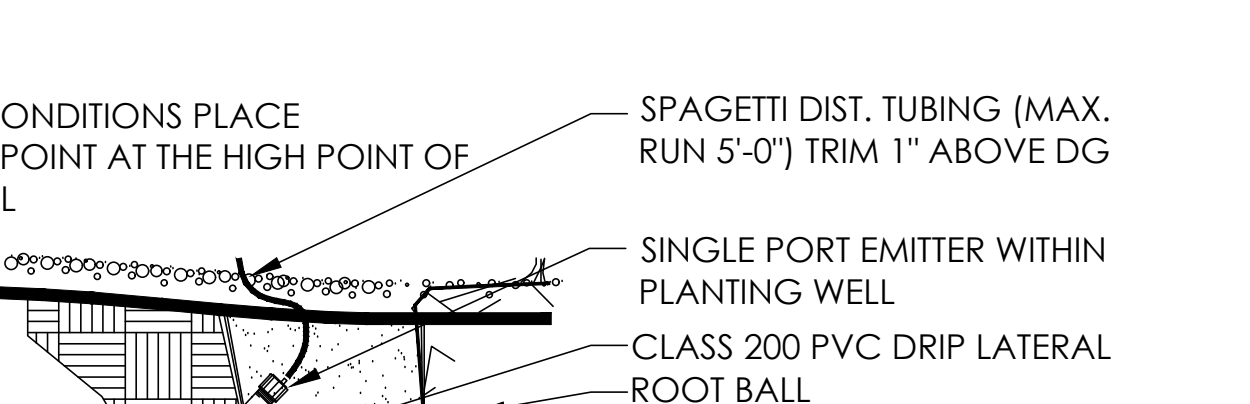 ONDITIONS PLACE
POINT AT THE HIGH POINT OF
L
SPAGETTI DIST. TUBING (MAX.
RUN 5'-0") TRIM 1" ABOVE DG
SINGLE PORT EMITTER WITHIN
PLANTING WELL
CLASS 200 PVC DRIP LATERAL
ROOT BALL